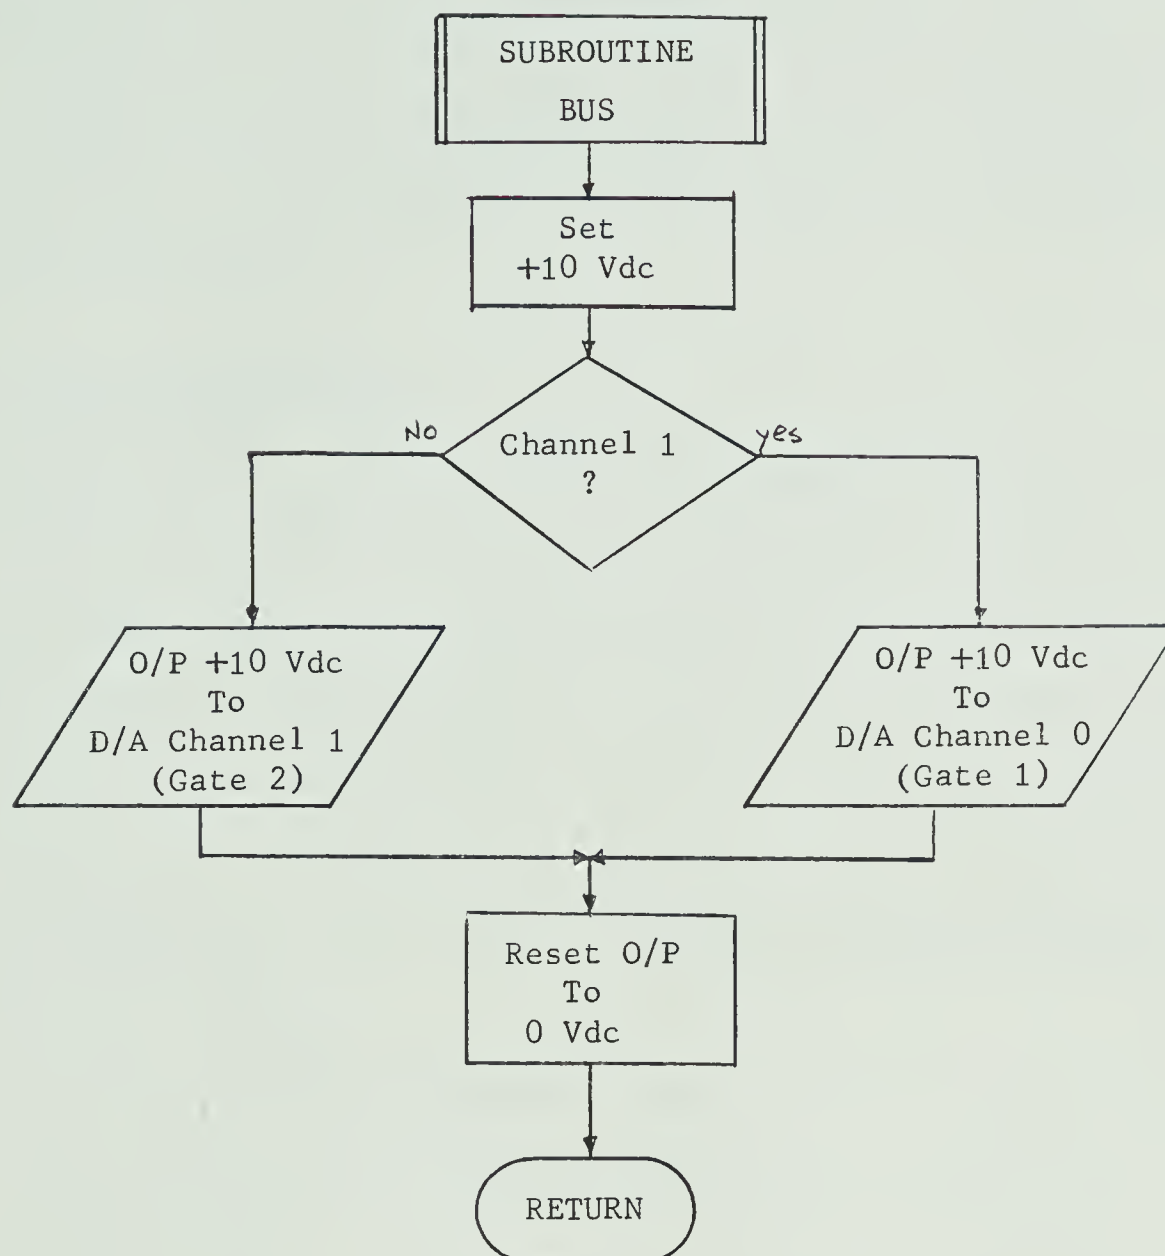 SUBROUTINE
BUS
Set
+10 Vdc
Channel 1
?
No
yes
O/P +10 Vdc
To
D/A Channel 1
(Gate 2)
O/P +10 Vdc
To
D/A Channel 0
(Gate 1)
Reset O/P
To
0 Vdc
RETURN